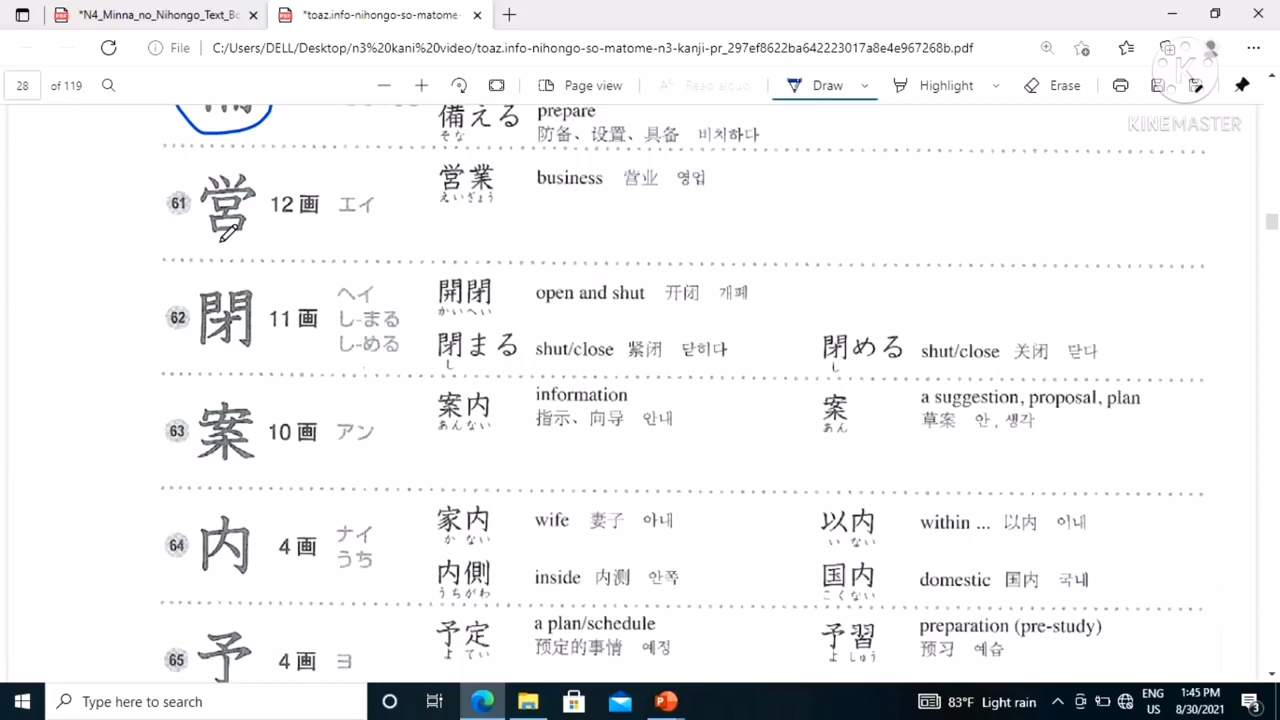 *N4_Minna_no_Nihongo_Text_Bo
*toaz.info-nihongo-so-matome-
File C:/Users/DELL/Desktop/n3%20kani%20video/toaz.info-nihongo-so-matome-n3-kanji-pr_297ef8622ba642223017a8e4e967268b.pdf
28 of 119 Page view Read aloud Draw Highlight Erase
KINEMASTER
備える prepare
そな 防备、设置、具备 비치하다
61 営 12画 エイ 営業 business 营业 영업
えいぎょう
62 閉 11画 ヘイ 開閉 open and shut 开闭 개폐
かいへい
し-まる
し-める
閉まる shut/close 紧闭 닫히다 閉める shut/close 关闭 닫다
し し
63 案 10画 アン 案内 information 案 a suggestion, proposal, plan
あんない 指示、向导 안내 あん 草案 안, 생각
64 内 4画 ナイ 家内 wife 妻子 아내 以内 within ... 以内 이내
かない いない
うち 内側 inside 内测 안쪽 国内 domestic 国内 국내
うちがわ こくない
65 予 4画 ヨ 予定 a plan/schedule 予習 preparation (pre-study)
よてい 预定的事情 예정 よしゅう 预习 예습
Type here to search
83°F Light rain
ENG
US
1:45 PM
8/30/2021
3